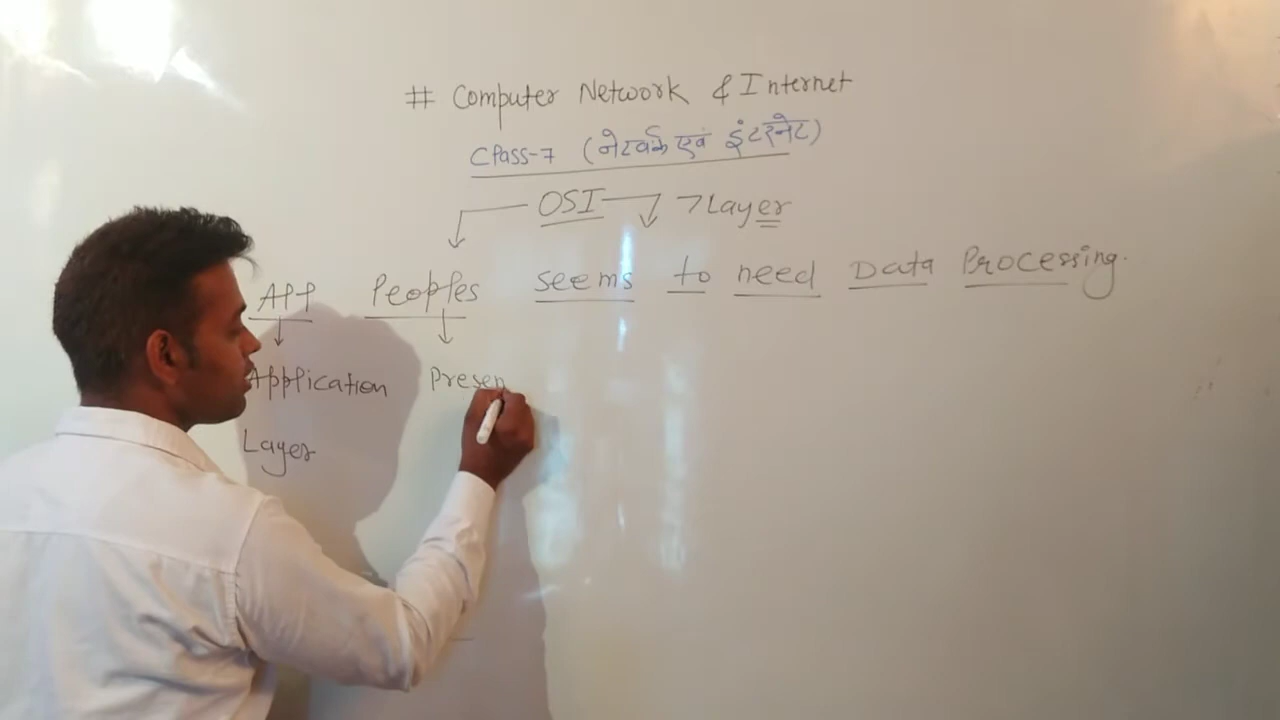 # Computer Network & Internet
Class-7 (नेटवर्क एवं इंटरनेट)
OSI 7 Layer
APP Peoples seems to need Data Processing.
Application Presen
Layer